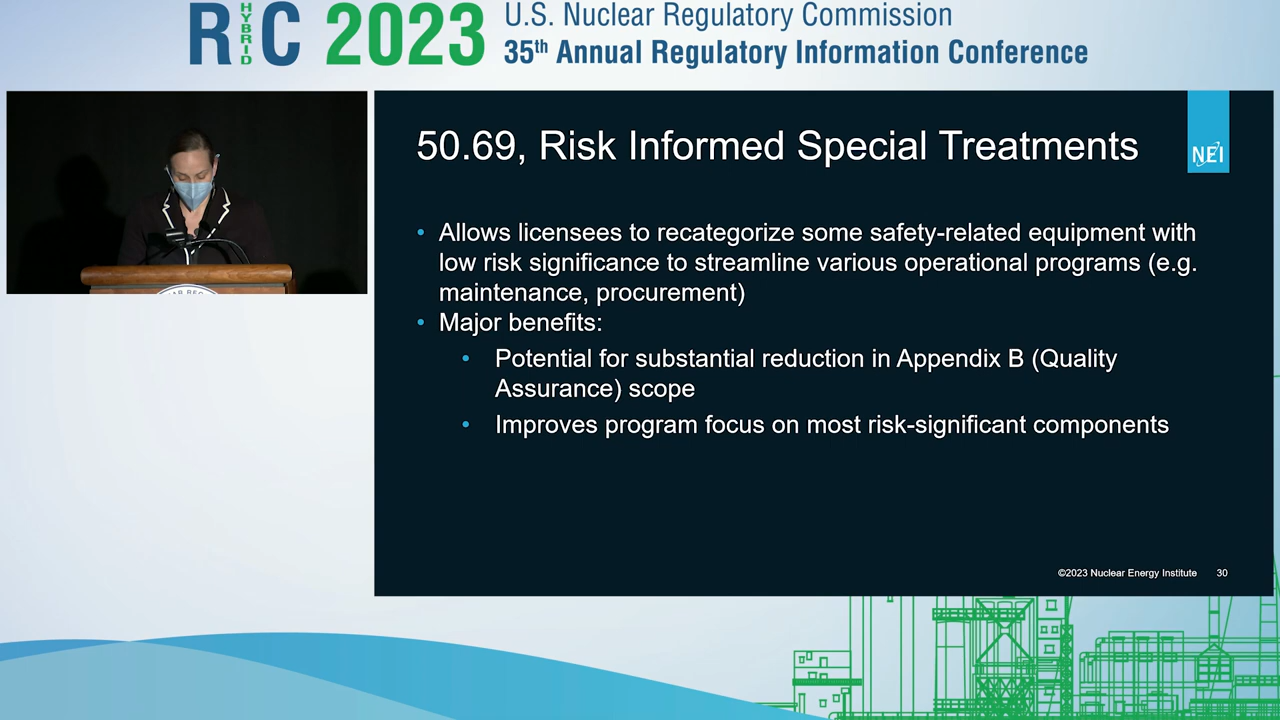 RIC 2023
HYBRID
U.S. Nuclear Regulatory Commission
35th Annual Regulatory Information Conference
50.69, Risk Informed Special Treatments
NEI
• Allows licensees to recategorize some safety-related equipment with
low risk significance to streamline various operational programs (e.g.
maintenance, procurement)
• Major benefits:
• Potential for substantial reduction in Appendix B (Quality
Assurance) scope
• Improves program focus on most risk-significant components
©2023 Nuclear Energy Institute 30